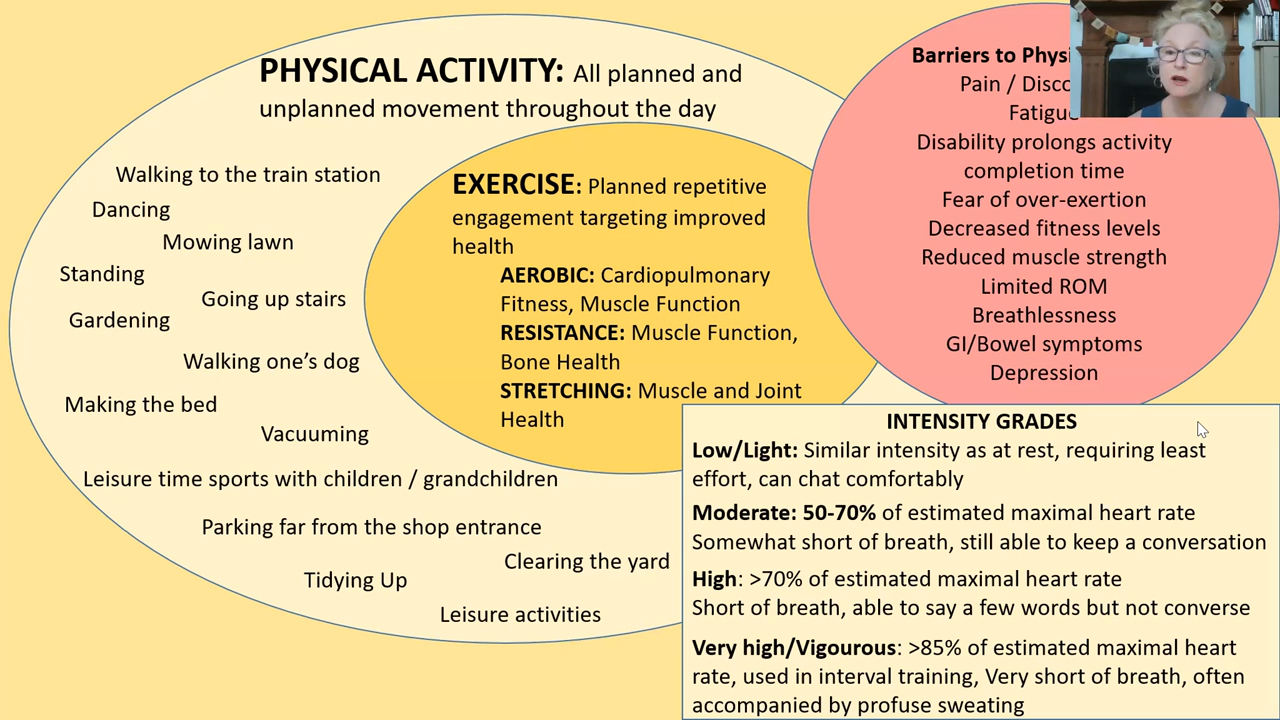 PHYSICAL ACTIVITY: All planned and
unplanned movement throughout the day
Walking to the train station
Dancing
Mowing lawn
Standing
Going up stairs
Gardening
Walking one's dog
Making the bed
Vacuuming
Leisure time sports with children / grandchildren
Parking far from the shop entrance
Clearing the yard
Tidying Up
Leisure activities
EXERCISE: Planned repetitive
engagement targeting improved
health
AEROBIC: Cardiopulmonary
Fitness, Muscle Function
RESISTANCE: Muscle Function,
Bone Health
STRETCHING: Muscle and Joint
Health
Barriers to
Pain /
Disability prolongs activity
completion time
Fear of over-exertion
Decreased fitness levels
Reduced muscle strength
Limited ROM
Breathlessness
GI/Bowel symptoms
Depression
INTENSITY GRADES
Low/Light: Similar intensity as at rest, requiring least
effort, can chat comfortably
Moderate: 50-70% of estimated maximal heart rate
Somewhat short of breath, still able to keep a conversation
High: >70% of estimated maximal heart rate
Short of breath, able to say a few words but not converse
Very high/Vigourous: >85% of estimated maximal heart
rate, used in interval training, Very short of breath, often
accompanied by profuse sweating